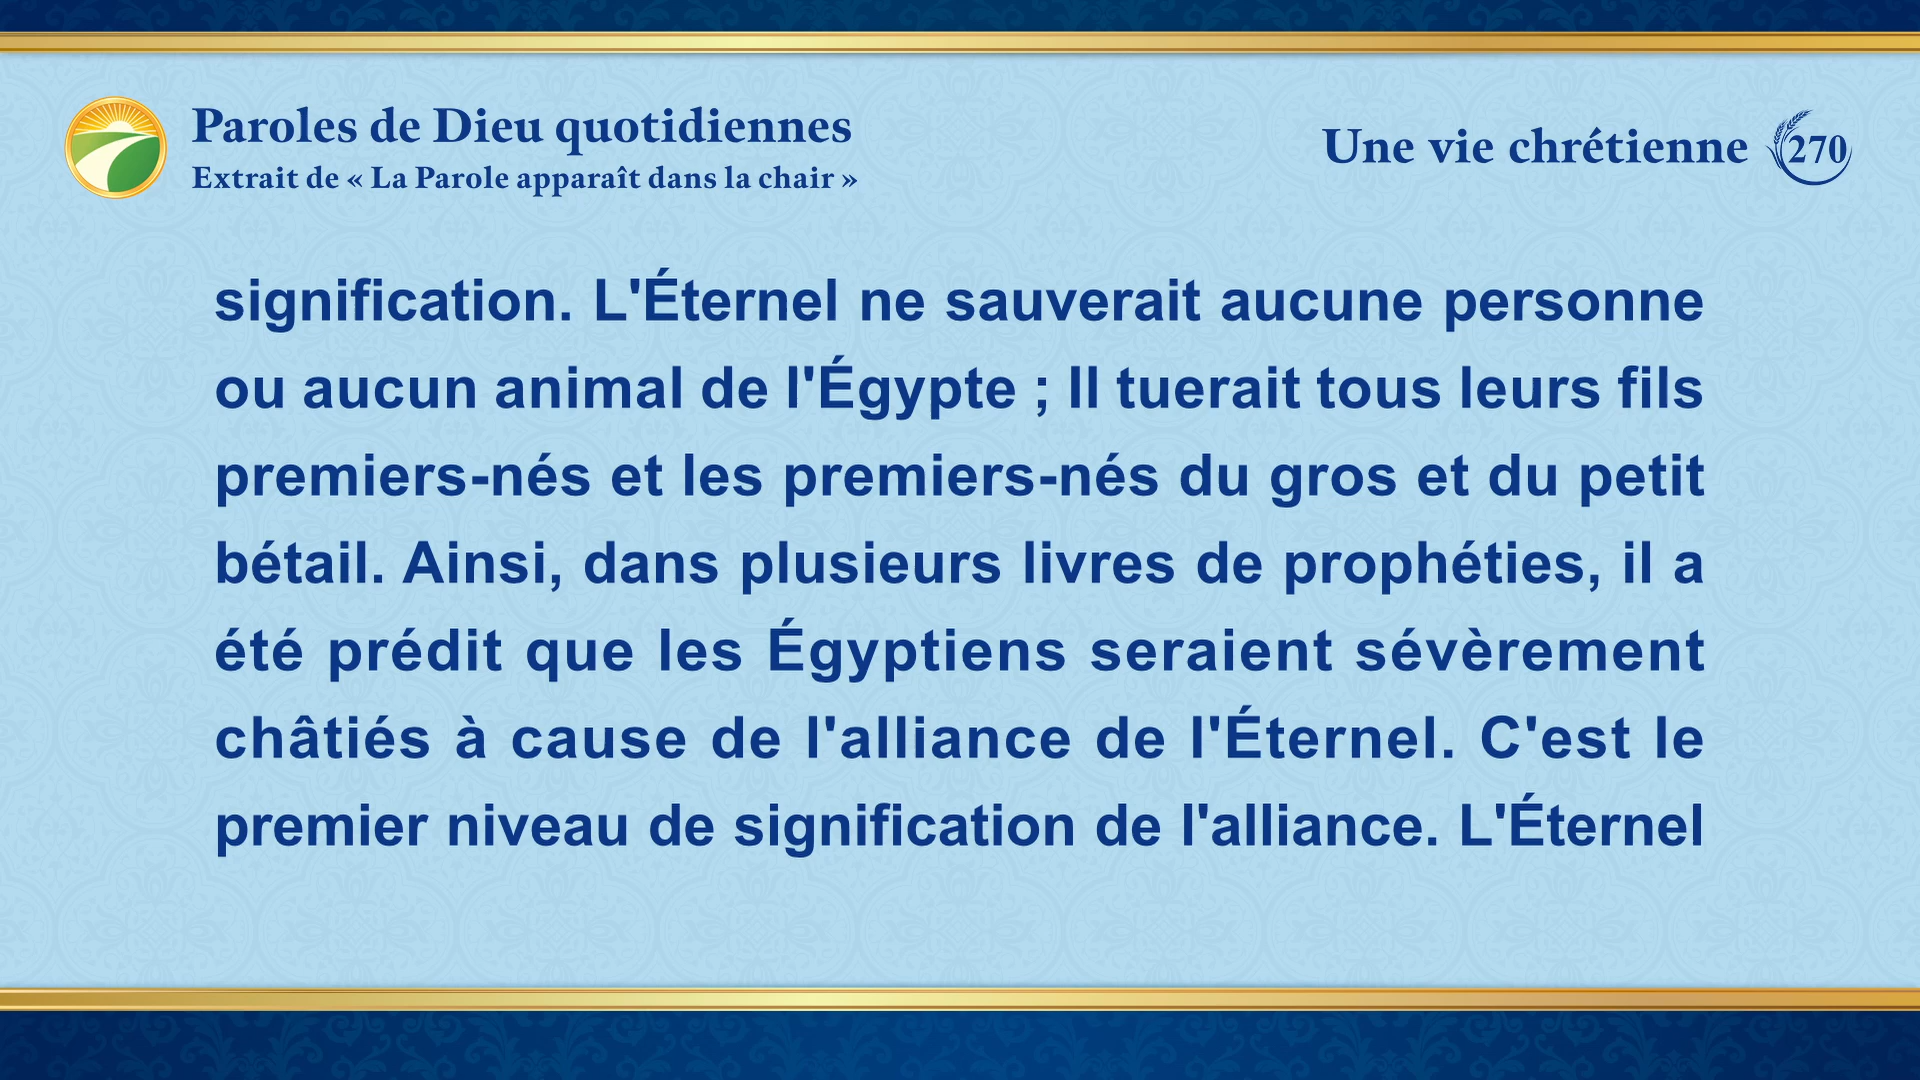 Paroles de Dieu quotidiennes
Extrait de « La Parole apparaît dans la chair »
Une vie chrétienne 270
signification. L'Éternel ne sauverait aucune personne
ou aucun animal de l'Égypte ; Il tuerait tous leurs fils
premiers-nés et les premiers-nés du gros et du petit
bétail. Ainsi, dans plusieurs livres de prophéties, il a
été prédit que les Égyptiens seraient sévèrement
châtiés à cause de l'alliance de l'Éternel. C'est le
premier niveau de signification de l'alliance. L'Éternel